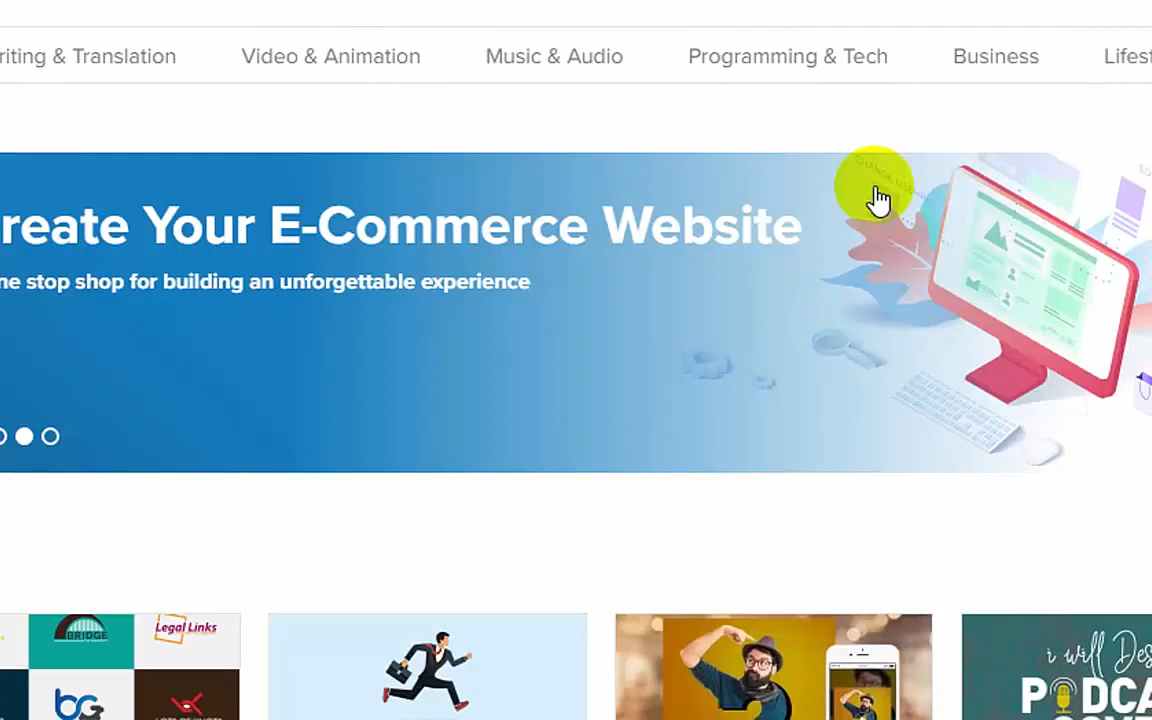 riting & Translation Video & Animation Music & Audio Programming & Tech Business Lifest
reate Your E-Commerce Website
ne stop shop for building an unforgettable experience
BRIDGE
Legal Links
bG
i will Des
PODCA